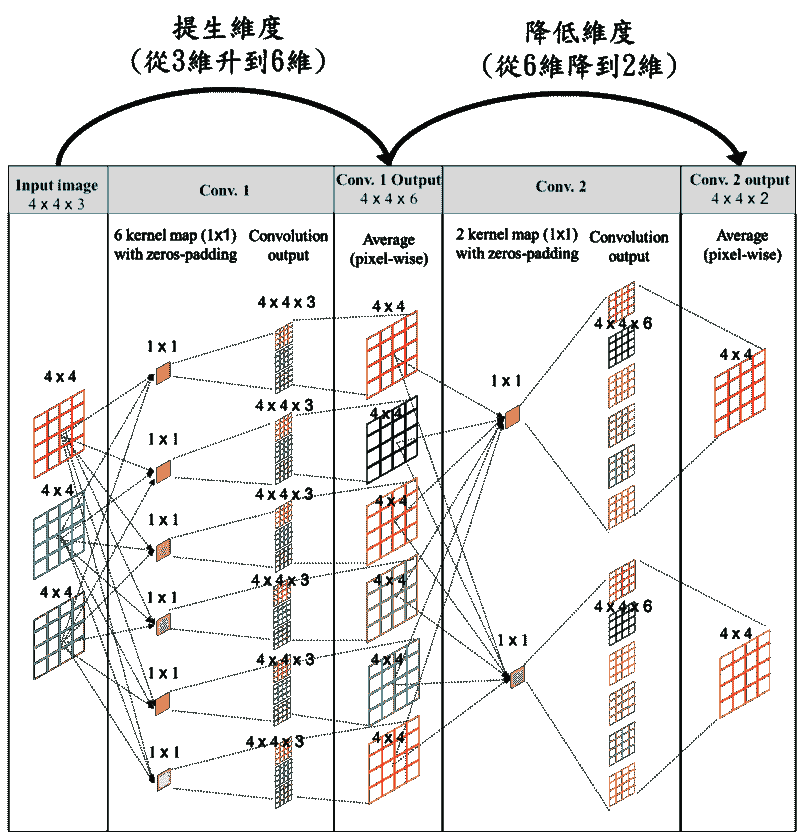 提生維度
(從3維升到6維)
降低維度
(從6維降到2維)
Input image
4 x 4 x 3
Conv. 1
Conv. 1 Output
4 x 4 x 6
Conv. 2
Conv. 2 output
4 x 4 x 2
6 kernel map (1x1)
with zeros-padding
Convolution
output
Average
(pixel-wise)
2 kernel map (1x1)
with zeros-padding
Convolution
output
Average
(pixel-wise)
4 x 4
4 x 4
4 x 4
1 x 1
1 x 1
1 x 1
1 x 1
1 x 1
1 x 1
4 x 4 x 3
4 x 4 x 3
4 x 4 x 3
4 x 4 x 3
4 x 4 x 3
4 x 4 x 3
4 x 4
4 x 4
4 x 4
4 x 4
4 x 4
4 x 4
1 x 1
1 x 1
4 x 4 x 6
4 x 4 x 6
4 x 4
4 x 4